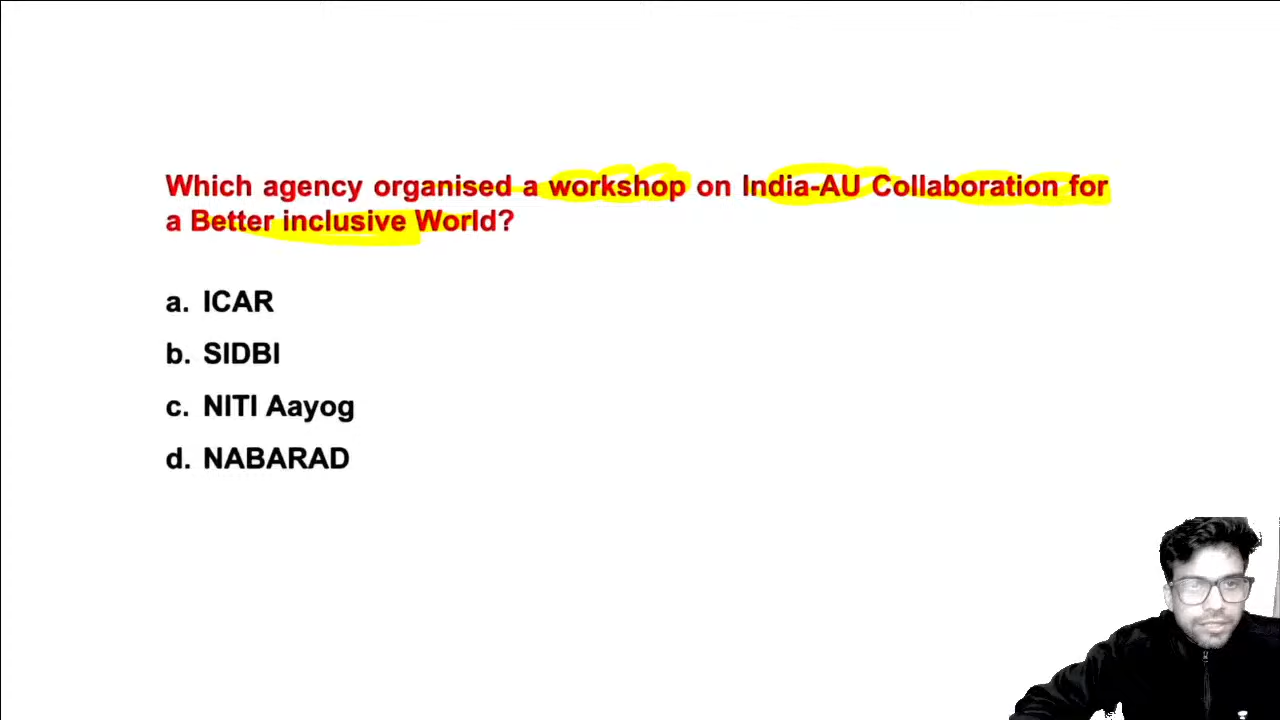 Which agency organised a workshop on India-AU Collaboration for
a Better inclusive World?
a. ICAR
b. SIDBI
c. NITI Aayog
d. NABARAD